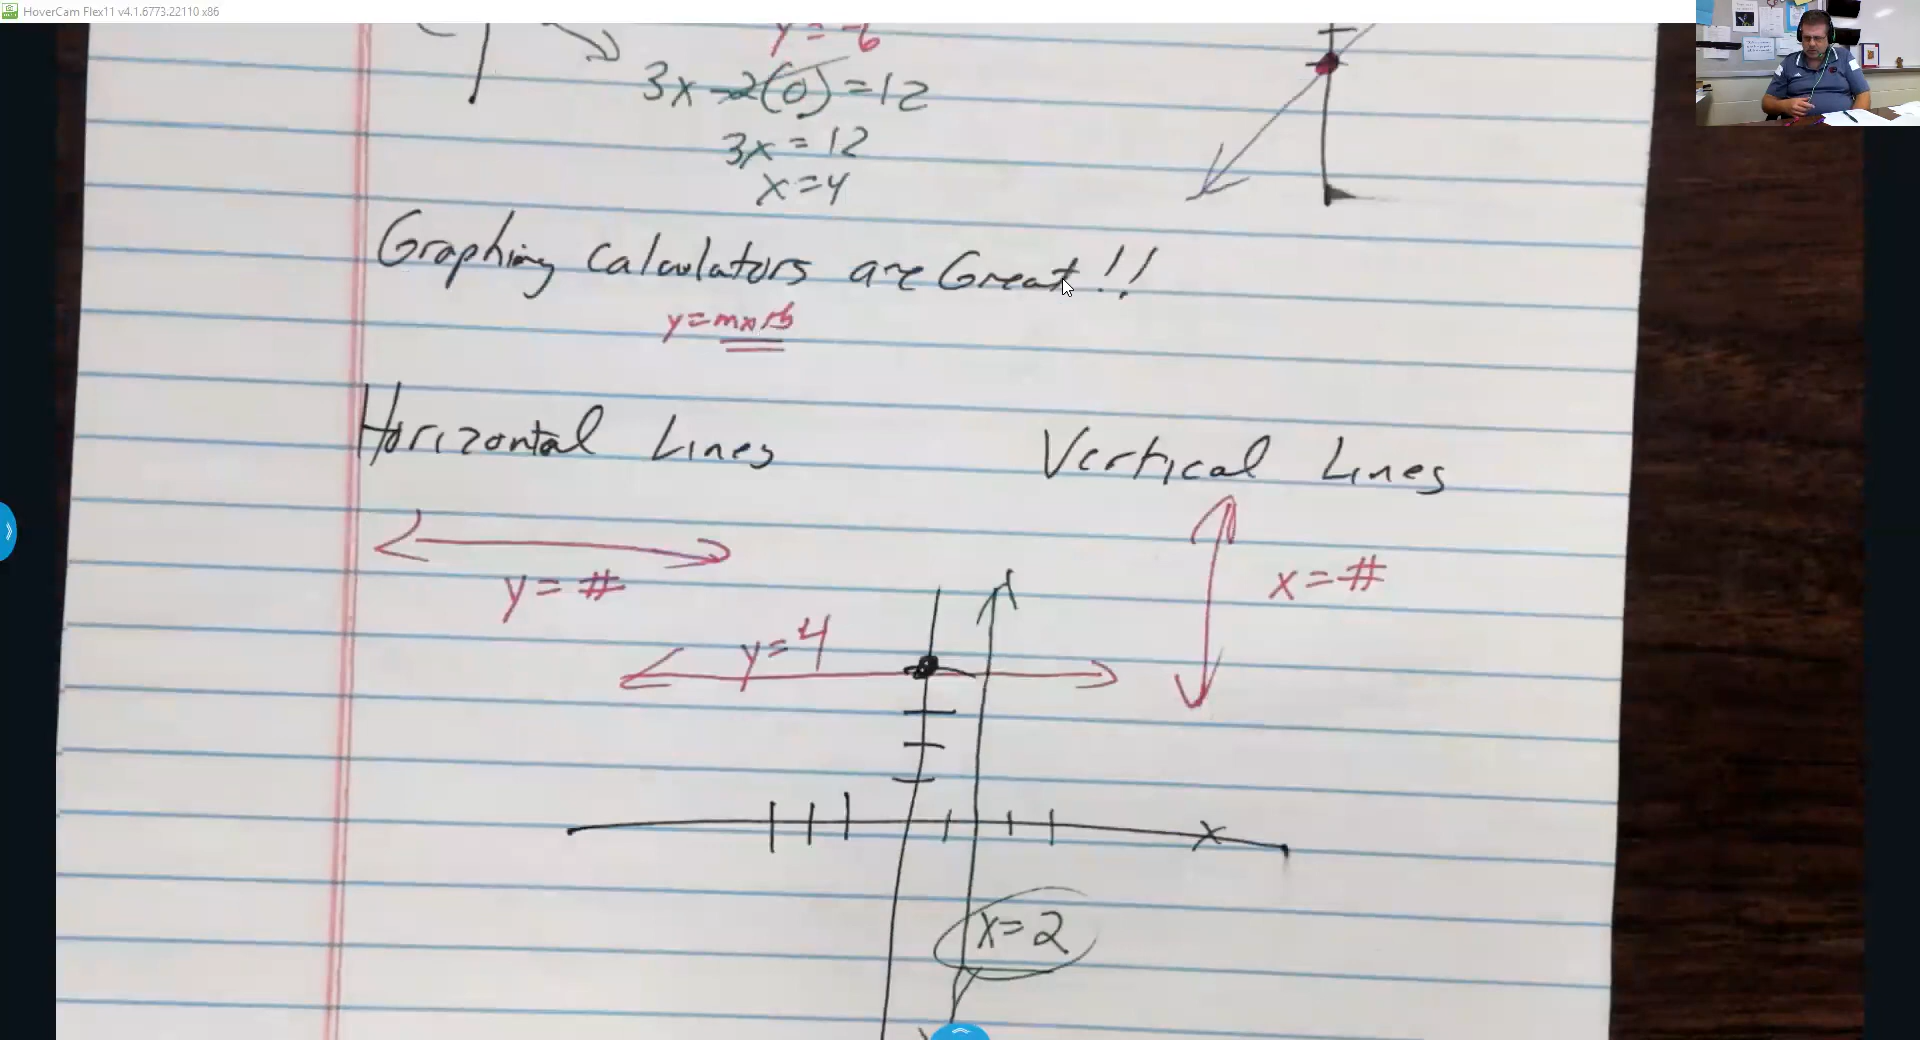 HoverCam Flex11 v4.1.6773.22110 x86
y = -6
3x -2(0) = 12
3x = 12
x = 4
Graphing Calculators are Great!!
y = mx+b
Horizontal Lines
Vertical Lines
y = #
x = #
y = 4
x
x = 2